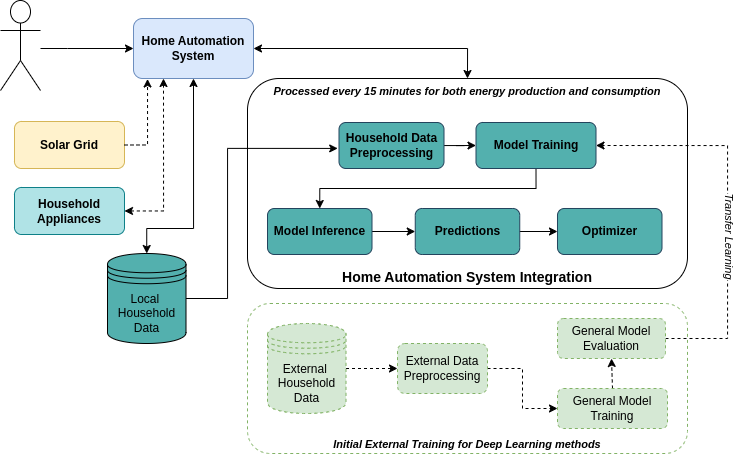 Home Automation
System
Processed every 15 minutes for both energy production and consumption
Solar Grid
Household
Appliances
Household Data
Preprocessing
Model Training
Model Inference
Predictions
Optimizer
Home Automation System Integration
Local
Household
Data
Transfer Learning
External
Household
Data
External Data
Preprocessing
General Model
Evaluation
General Model
Training
Initial External Training for Deep Learning methods